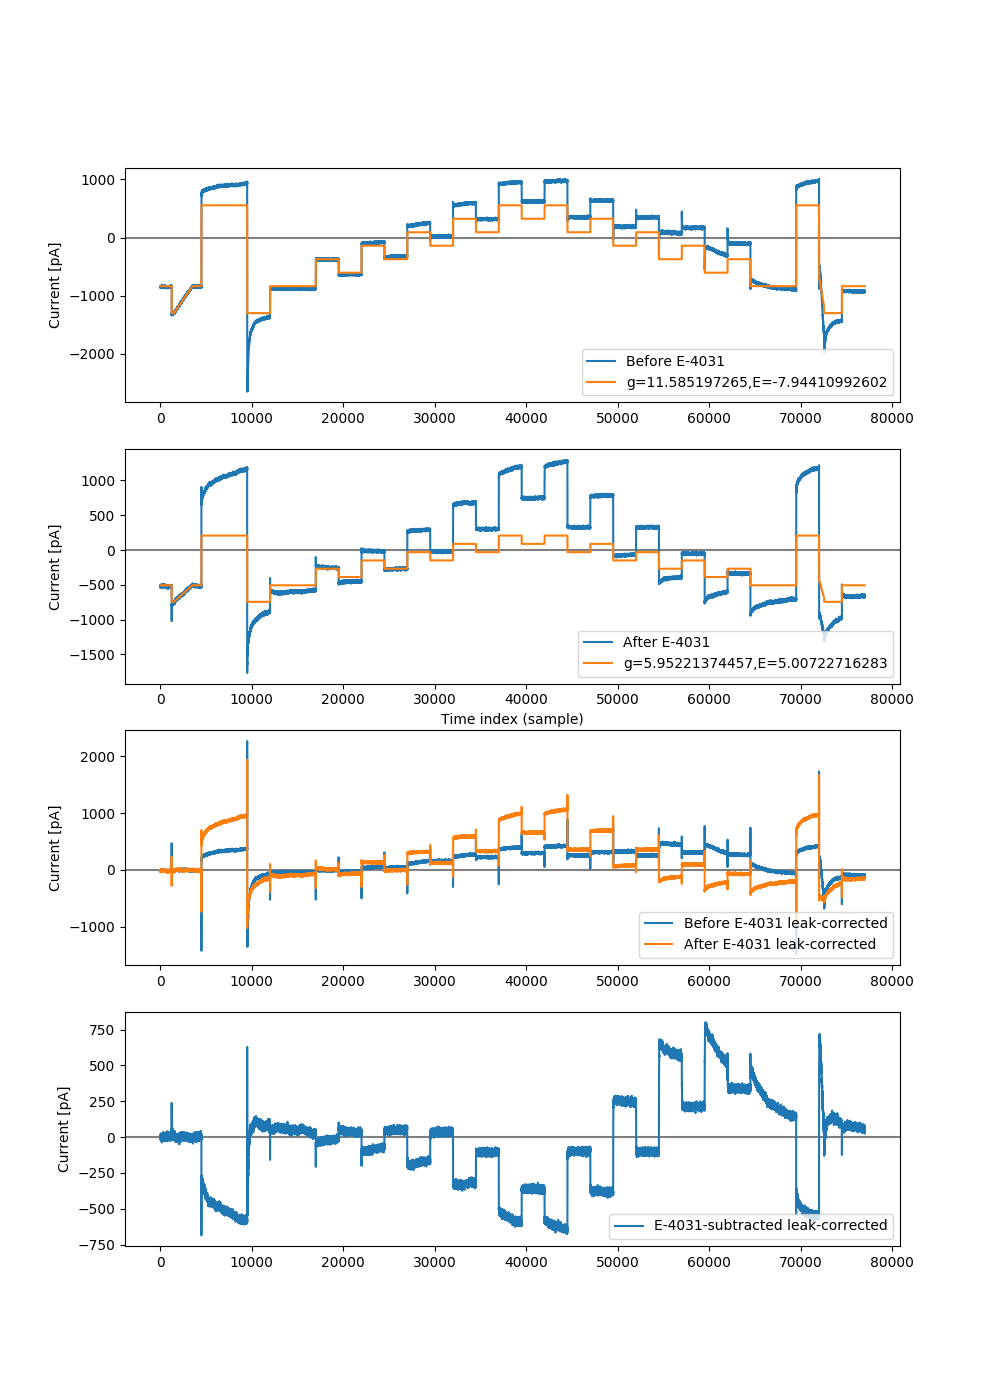 1000
0
−1000
−2000
Current [pA]
Before E-4031
g=11.585197265,E=-7.94410992602
0 10000 20000 30000 40000 50000 60000 70000 80000
1000
500
0
−500
−1000
−1500
Current [pA]
After E-4031
g=5.95221374457,E=5.00722716283
0 10000 20000 30000 40000 50000 60000 70000 80000
Time index (sample)
2000
1000
0
−1000
Current [pA]
Before E-4031 leak-corrected
After E-4031 leak-corrected
0 10000 20000 30000 40000 50000 60000 70000 80000
750
500
250
0
−250
−500
−750
Current [pA]
E-4031-subtracted leak-corrected
0 10000 20000 30000 40000 50000 60000 70000 80000